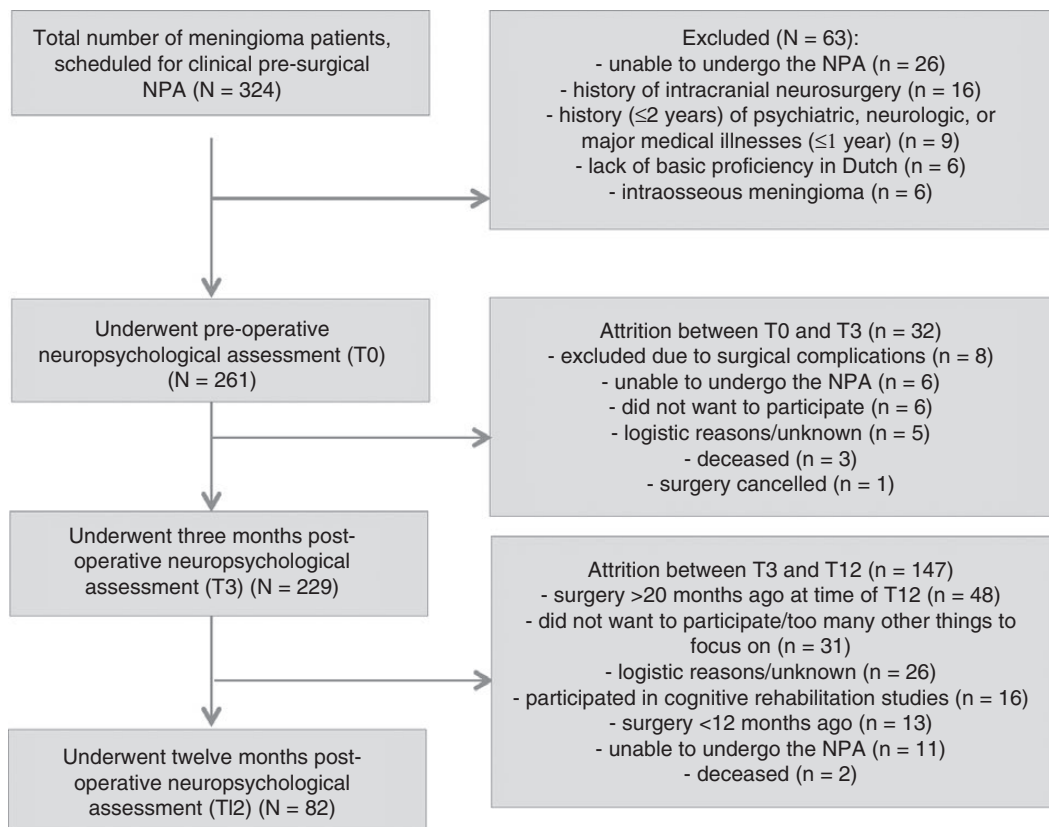 Total number of meningioma patients,
scheduled for clinical pre-surgical
NPA (N = 324)
Excluded (N = 63):
- unable to undergo the NPA (n = 26)
- history of intracranial neurosurgery (n = 16)
- history (≤2 years) of psychiatric, neurologic, or
major medical illnesses (≤1 year) (n = 9)
- lack of basic proficiency in Dutch (n = 6)
- intraosseous meningioma (n = 6)
Underwent pre-operative
neuropsychological assessment (T0)
(N = 261)
Attrition between T0 and T3 (n = 32)
- excluded due to surgical complications (n = 8)
- unable to undergo the NPA (n = 6)
- did not want to participate (n = 6)
- logistic reasons/unknown (n = 5)
- deceased (n = 3)
- surgery cancelled (n = 1)
Underwent three months post-
operative neuropsychological
assessment (T3) (N = 229)
Attrition between T3 and T12 (n = 147)
- surgery >20 months ago at time of T12 (n = 48)
- did not want to participate/too many other things to
focus on (n = 31)
- logistic reasons/unknown (n = 26)
- participated in cognitive rehabilitation studies (n = 16)
- surgery <12 months ago (n = 13)
- unable to undergo the NPA (n = 11)
- deceased (n = 2)
Underwent twelve months post-
operative neuropsychological
assessment (Tl2) (N = 82)